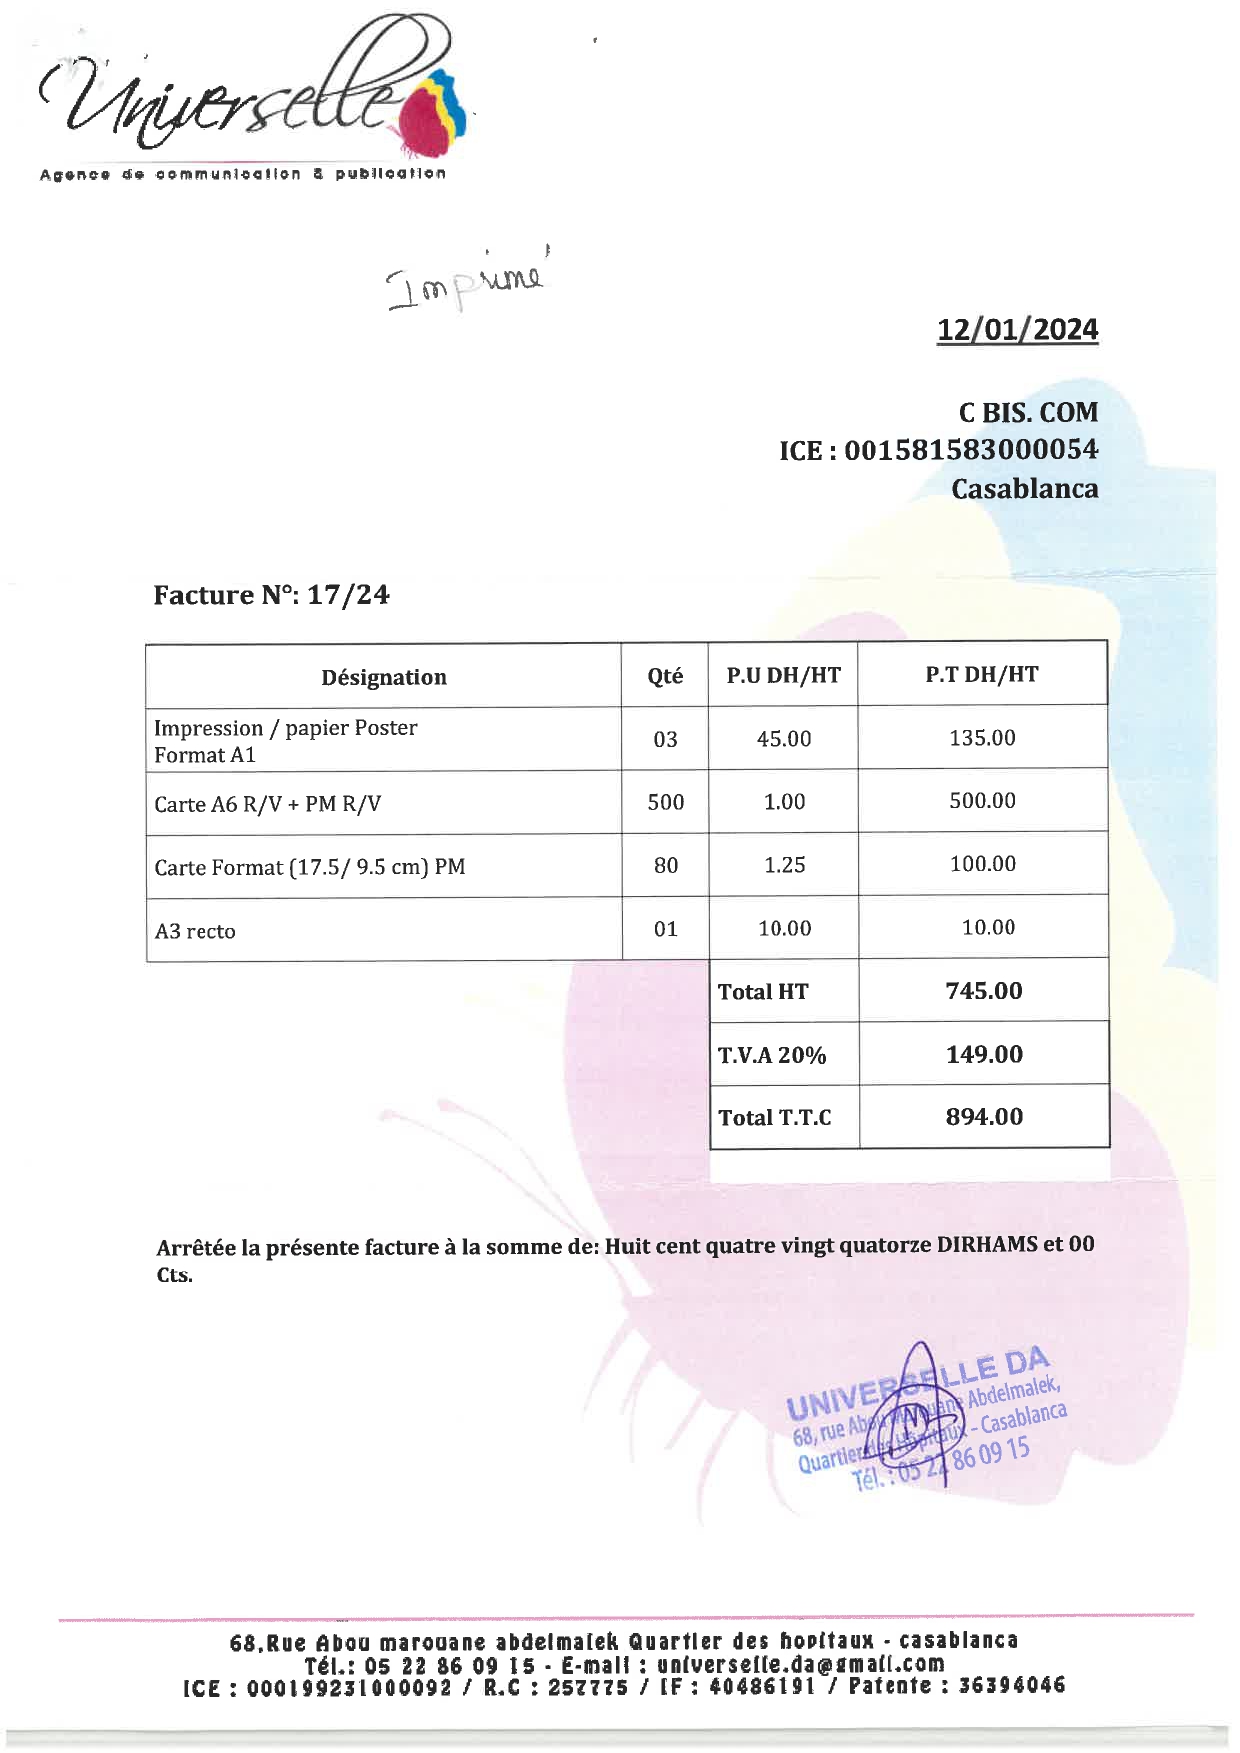 Universelle
Agence de communication & publication
Imprimé
12/01/2024
C BIS. COM
ICE : 001581583000054
Casablanca
Facture N°: 17/24
Désignation Qté P.U DH/HT P.T DH/HT
Impression / papier Poster
Format A1 03 45.00 135.00
Carte A6 R/V + PM R/V 500 1.00 500.00
Carte Format (17.5/ 9.5 cm) PM 80 1.25 100.00
A3 recto 01 10.00 10.00
Total HT 745.00
T.V.A 20% 149.00
Total T.T.C 894.00
Arrêtée la présente facture à la somme de: Huit cent quatre vingt quatorze DIRHAMS et 00
Cts.
UNIVERSELLE DA
68, rue Abou Marouane Abdelmalek,
Quartier des Hôpitaux - Casablanca
Tél. : 05 22 86 09 15
68,Rue Abou marouane abdelmalek Quartier des hopitaux - casablanca
Tél.: 05 22 86 09 15 - E-mail : universelle.da@gmail.com
ICE : 000199231000092 / R.C : 257775 / IF : 40486191 / Patente : 36394046